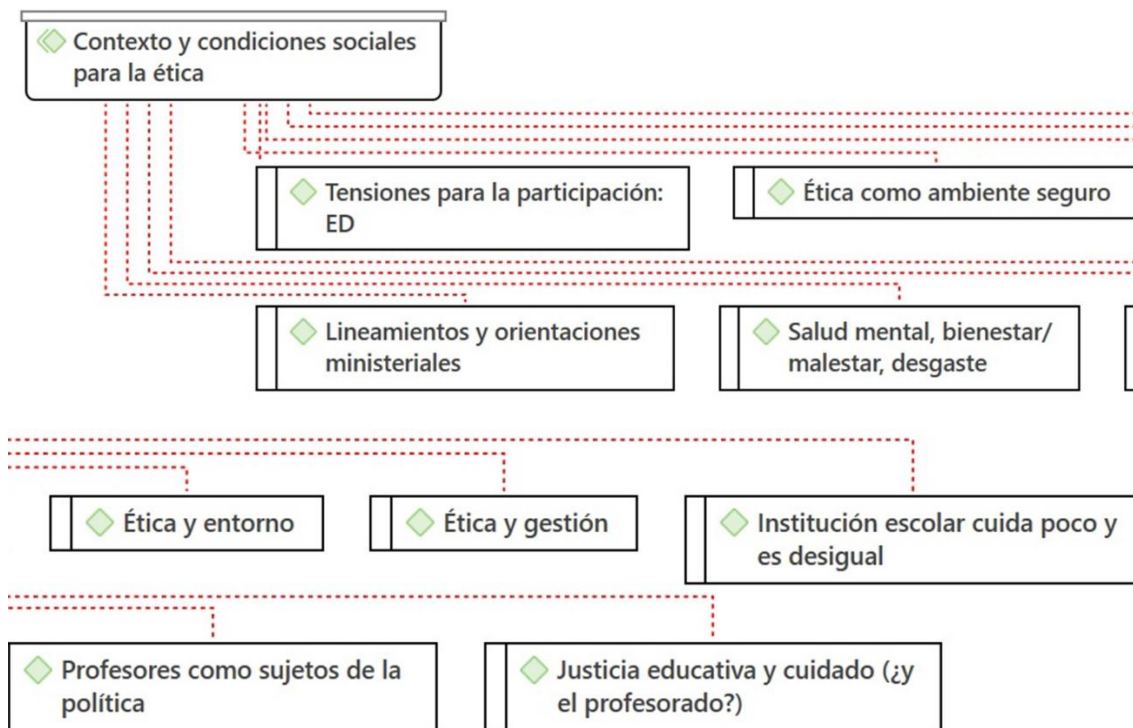 Contexto y condiciones sociales
para la ética
Tensiones para la participación:
ED
Ética como ambiente seguro
Lineamientos y orientaciones
ministeriales
Salud mental, bienestar/
malestar, desgaste
Ética y entorno
Ética y gestión
Institución escolar cuida poco y
es desigual
Profesores como sujetos de la
política
Justicia educativa y cuidado (¿y
el profesorado?)